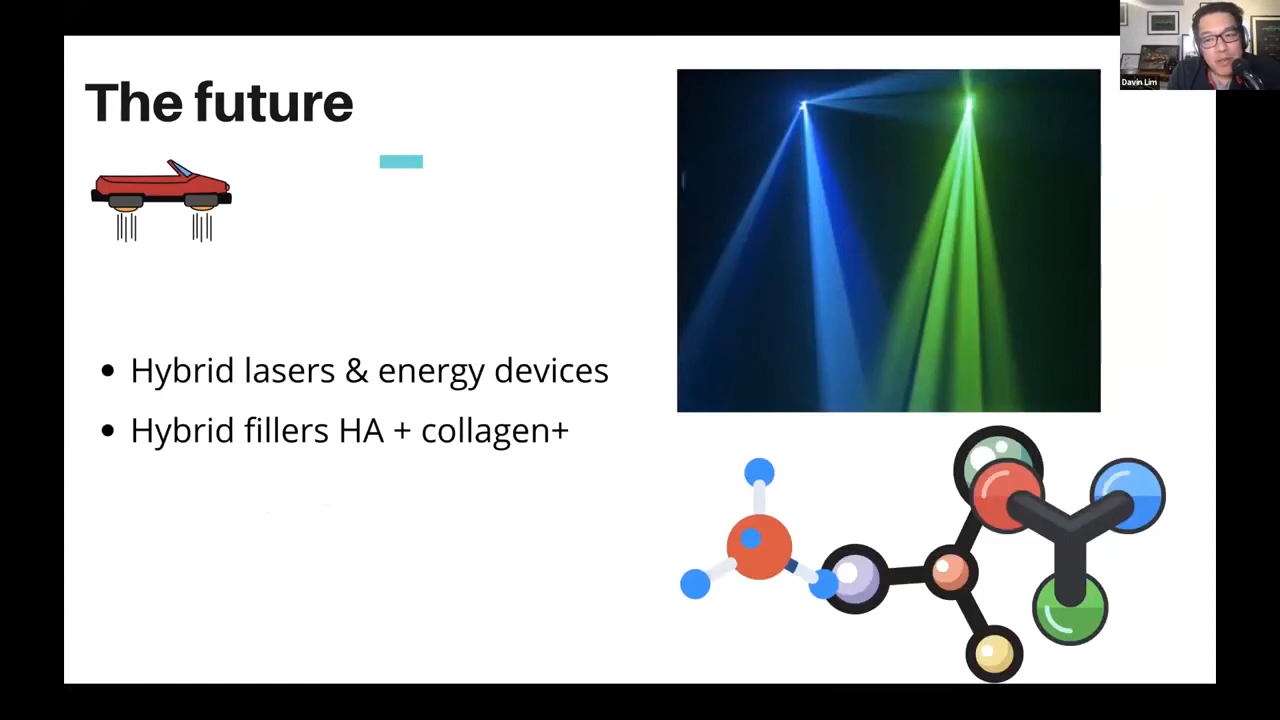 Davin Lim
The future
• Hybrid lasers & energy devices
• Hybrid fillers HA + collagen+